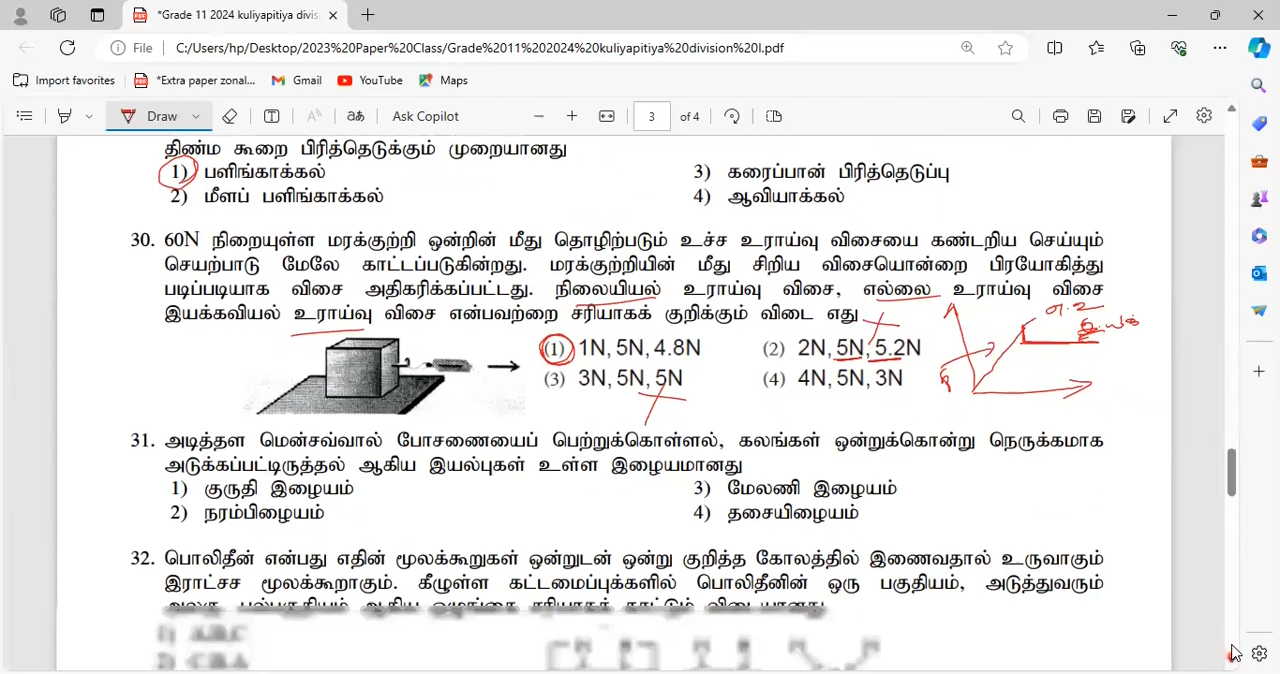 *Grade 11 2024 kuliyapitiya divis
File C:/Users/hp/Desktop/2023%20Paper%20Class/Grade%2011%202024%20kuliyapitiya%20division%20I.pdf
Import favorites *Extra paper zonal... Gmail YouTube Maps
Draw aあ Ask Copilot 3 of 4
திண்ம கூறை பிரித்தெடுக்கும் முறையானது
1) பளிங்காக்கல் 3) கரைப்பான் பிரித்தெடுப்பு
2) மீளப் பளிங்காக்கல் 4) ஆவியாக்கல்
30. 60N நிறையுள்ள மரக்குற்றி ஒன்றின் மீது தொழிற்படும் உச்ச உராய்வு விசையை கண்டறிய செய்யும்
செயற்பாடு மேலே காட்டப்படுகின்றது. மரக்குற்றியின் மீது சிறிய விசையொன்றை பிரயோகித்து
படிப்படியாக விசை அதிகரிக்கப்பட்டது. நிலையியல் உராய்வு விசை, எல்லை உராய்வு விசை
இயக்கவியல் உராய்வு விசை என்பவற்றை சரியாகக் குறிக்கும் விடை எது
(1) 1N, 5N, 4.8N (2) 2N, 5N, 5.2N
(3) 3N, 5N, 5N (4) 4N, 5N, 3N
31. அடித்தள மென்சவ்வால் போசணையைப் பெற்றுக்கொள்ளல், கலங்கள் ஒன்றுக்கொன்று நெருக்கமாக
அடுக்கப்பட்டிருத்தல் ஆகிய இயல்புகள் உள்ள இழையமானது
1) குருதி இழையம் 3) மேலணி இழையம்
2) நரம்பிழையம் 4) தசையிழையம்
32. பொலிதீன் என்பது எதின் மூலக்கூறுகள் ஒன்றுடன் ஒன்று குறித்த கோலத்தில் இணைவதால் உருவாகும்
இராட்சச மூலக்கூறாகும். கீழுள்ள கட்டமைப்புக்களில் பொலிதீனின் ஒரு பகுதியம், அடுத்துவரும்
1) ABC
2) CBA